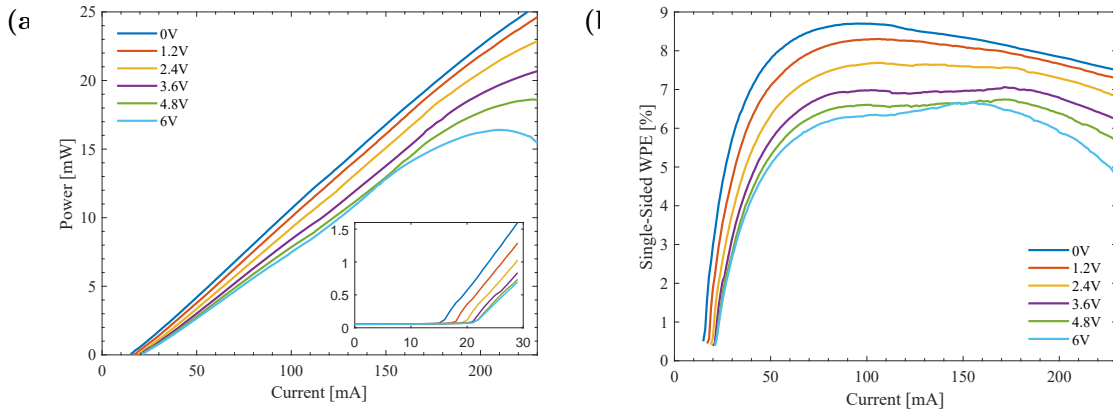 (a
0V
1.2V
2.4V
3.6V
4.8V
6V
Power [mW]
25
20
15
10
5
0
0
50
100
150
200
Current [mA]
1.5
1
0.5
0
0
10
20
30
(
0V
1.2V
2.4V
3.6V
4.8V
6V
Single-Sided WPE [%]
9
8
7
6
5
4
3
2
1
0
0
50
100
150
200
Current [mA]